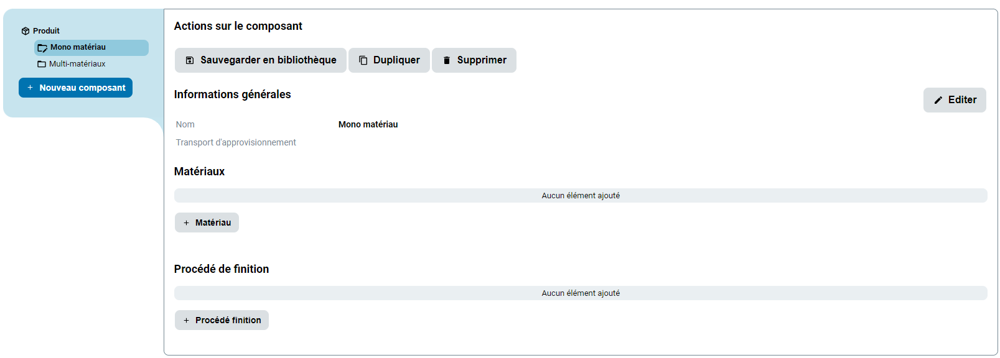 Produit
Mono matériau
Multi-matériaux
+ Nouveau composant
Actions sur le composant
Sauvegarder en bibliothèque Dupliquer Supprimer
Informations générales
Editer
Nom Mono matériau
Transport d'approvisionnement
Matériaux
Aucun élément ajouté
+ Matériau
Procédé de finition
Aucun élément ajouté
+ Procédé finition